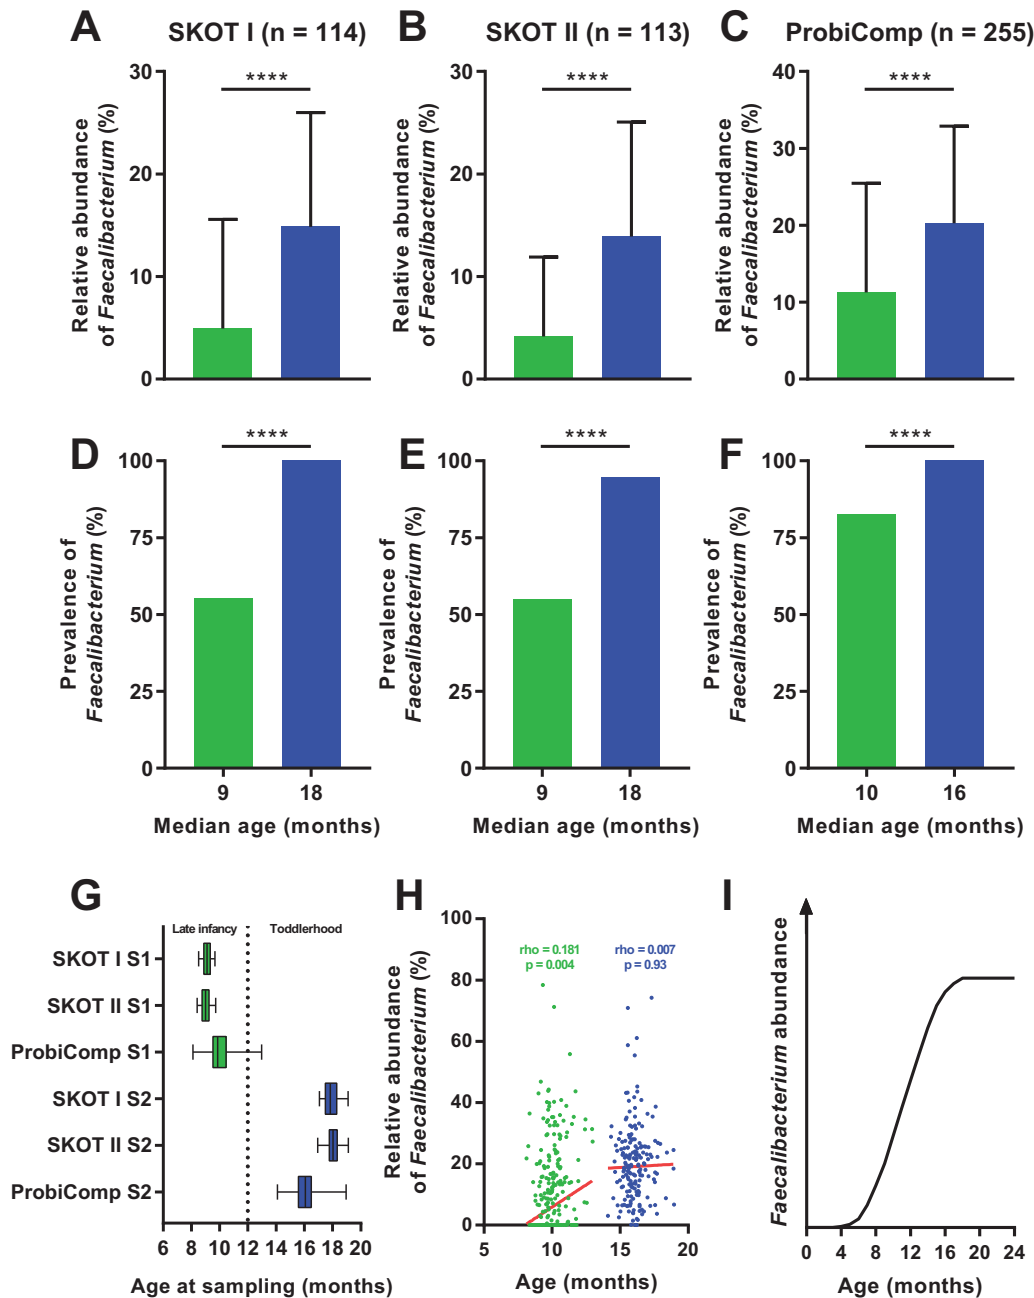 A SKOT I (n = 114)
****
Relative abundance
of Faecalibacterium (%)
30
20
10
0
B SKOT II (n = 113)
****
Relative abundance
of Faecalibacterium (%)
30
20
10
0
C ProbiComp (n = 255)
****
Relative abundance
of Faecalibacterium (%)
40
30
20
10
0
D
****
Prevalence of
Faecalibacterium (%)
100
75
50
25
0
9 18
Median age (months)
E
****
Prevalence of
Faecalibacterium (%)
100
75
50
25
0
9 18
Median age (months)
F
****
Prevalence of
Faecalibacterium (%)
100
75
50
25
0
10 16
Median age (months)
G
Late infancy Toddlerhood
SKOT I S1
SKOT II S1
ProbiComp S1
SKOT I S2
SKOT II S2
ProbiComp S2
6 8 10 12 14 16 18 20
Age at sampling (months)
H
Relative abundance
of Faecalibacterium (%)
100
80
60
40
20
0
rho = 0.181
p = 0.004
rho = 0.007
p = 0.93
5 10 15 20
Age (months)
I
Faecalibacterium abundance
0 4 8 12 16 20 24
Age (months)